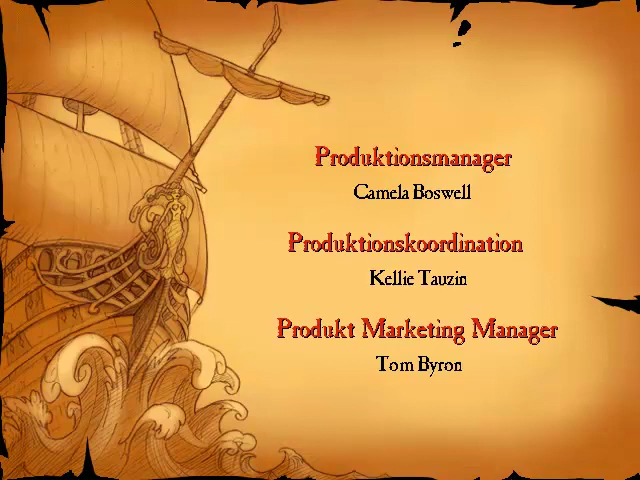 Produktionsmanager
Camela Boswell
Produktionskoordination
Kellie Tauzin
Produkt Marketing Manager
Tom Byron